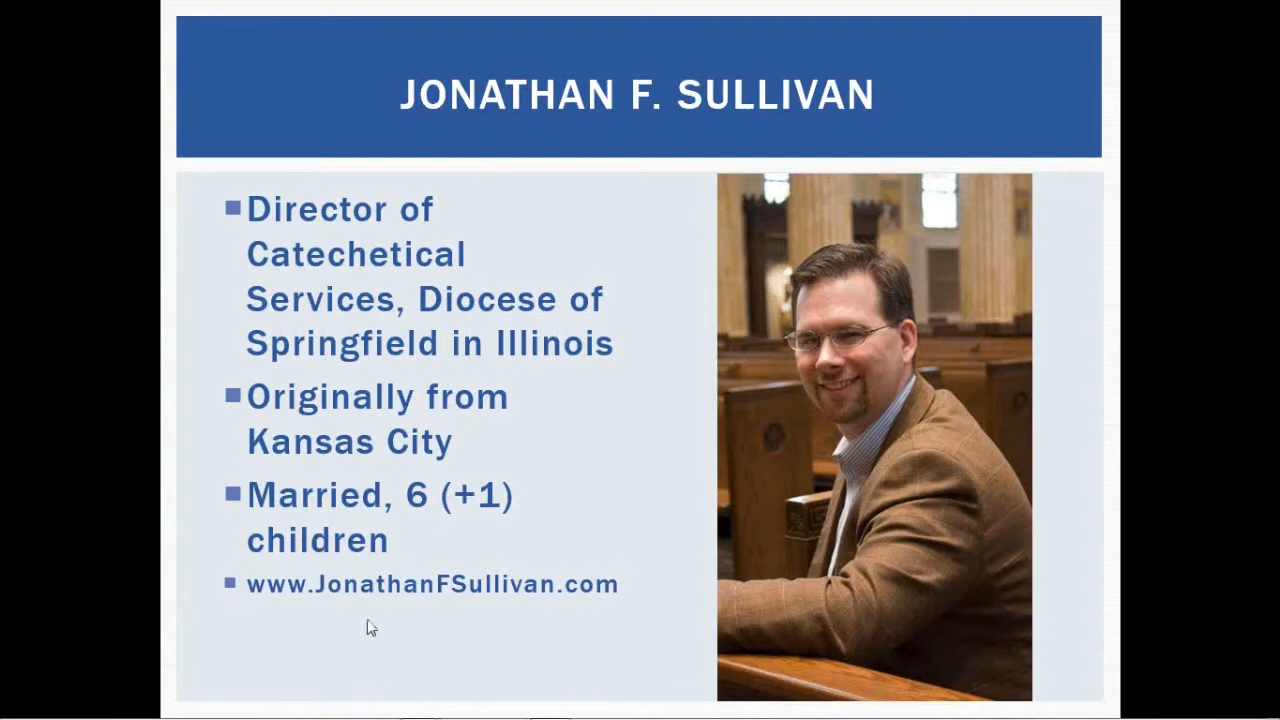 JONATHAN F. SULLIVAN
Director of
Catechetical
Services, Diocese of
Springfield in Illinois
Originally from
Kansas City
Married, 6 (+1)
children
www.JonathanFSullivan.com